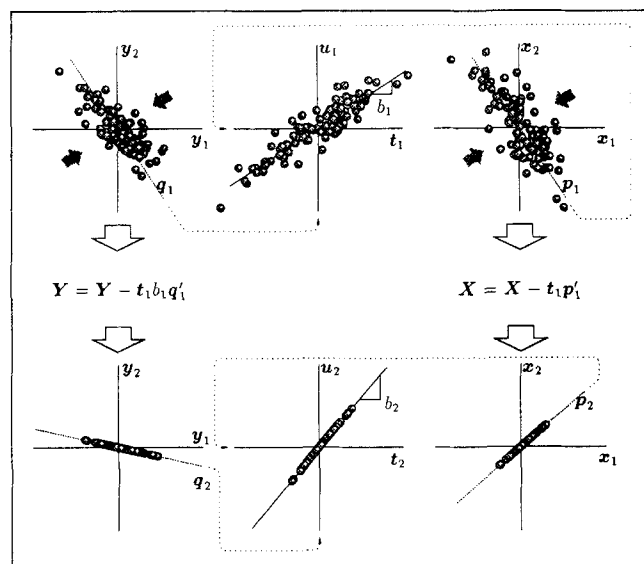 y₂ u₁ x₂
b₁
y₁ t₁ x₁
q₁ p₁
Y = Y − t₁b₁q′₁ X = X − t₁p′₁
y₂ u₂ x₂
b₂ p₂
y₁
q₂ t₂ x₁